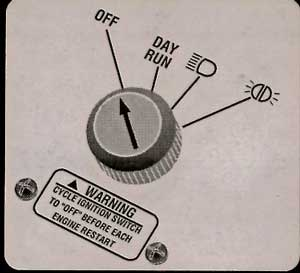 OFF
DAY
RUN
WARNING
CYCLE IGNITION SWITCH
TO "OFF" BEFORE EACH
ENGINE RESTART